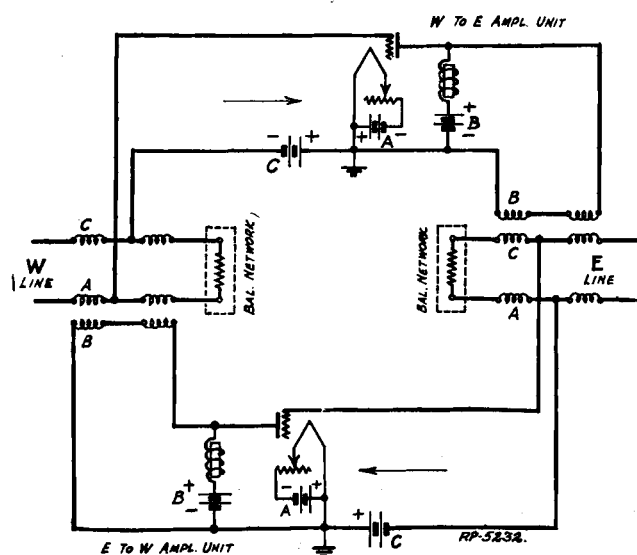 W TO E AMPL. UNIT
+
B
-
+ A -
- +
C
B
C
C
BAL. NETWORK
BAL. NETWORK
W
LINE
E
LINE
A
A
B
+
B
-
- +
A
+
C
RP-5232.
E TO W AMPL. UNIT